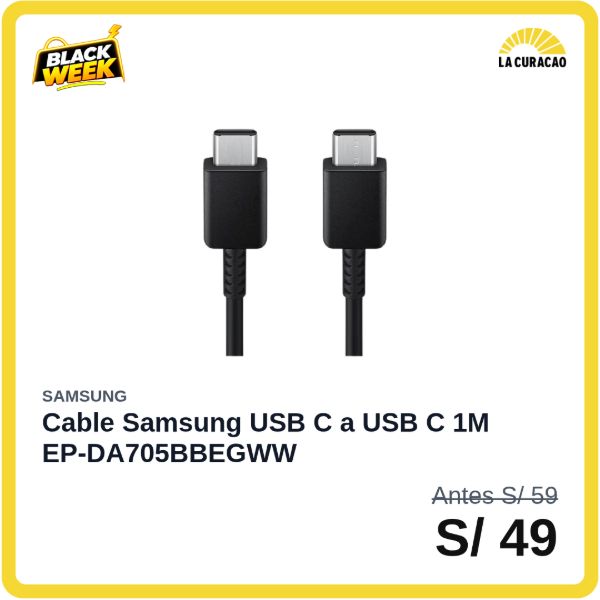 BLACK
WEEK
LA CURACAO
SAMSUNG
Cable Samsung USB C a USB C 1M
EP-DA705BBEGWW
Antes S/ 59
S/ 49